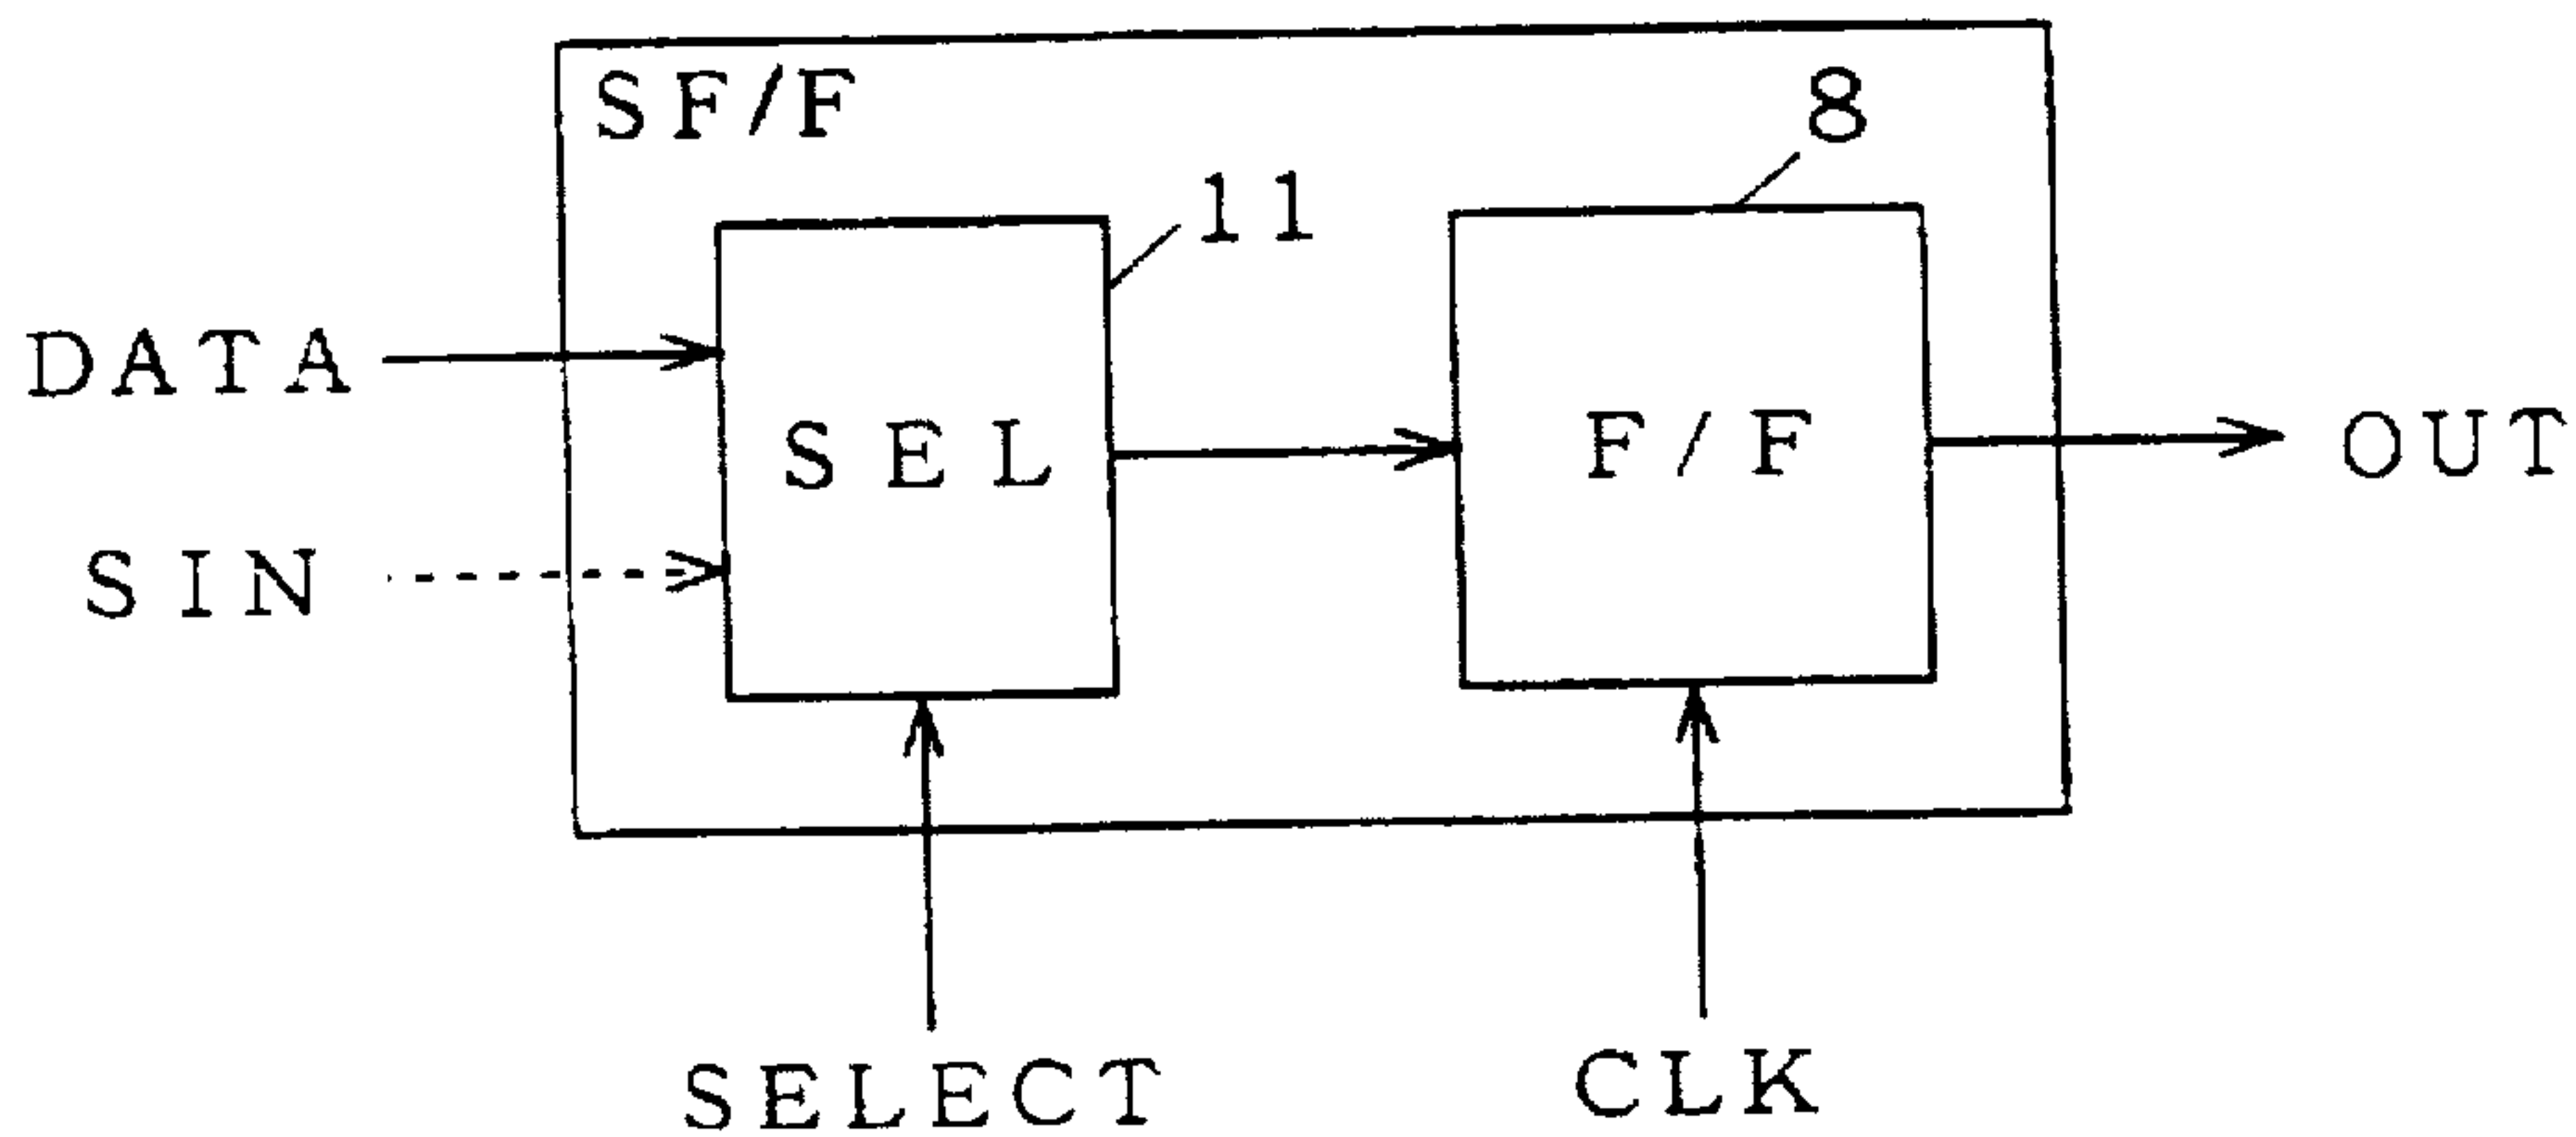 SF/F
8
11
DATA
SEL
F/F
OUT
SIN
SELECT
CLK